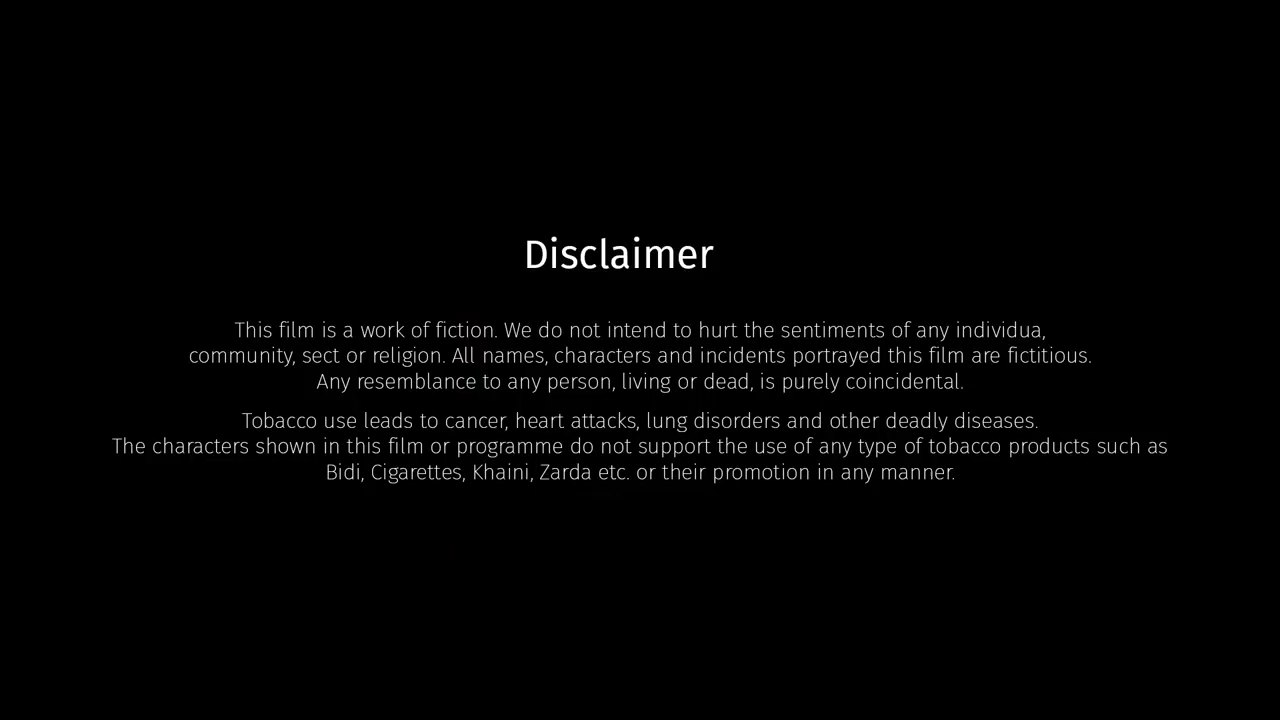 Disclaimer
This film is a work of fiction. We do not intend to hurt the sentiments of any individua,
community, sect or religion. All names, characters and incidents portrayed this film are fictitious.
Any resemblance to any person, living or dead, is purely coincidental.
Tobacco use leads to cancer, heart attacks, lung disorders and other deadly diseases.
The characters shown in this film or programme do not support the use of any type of tobacco products such as
Bidi, Cigarettes, Khaini, Zarda etc. or their promotion in any manner.